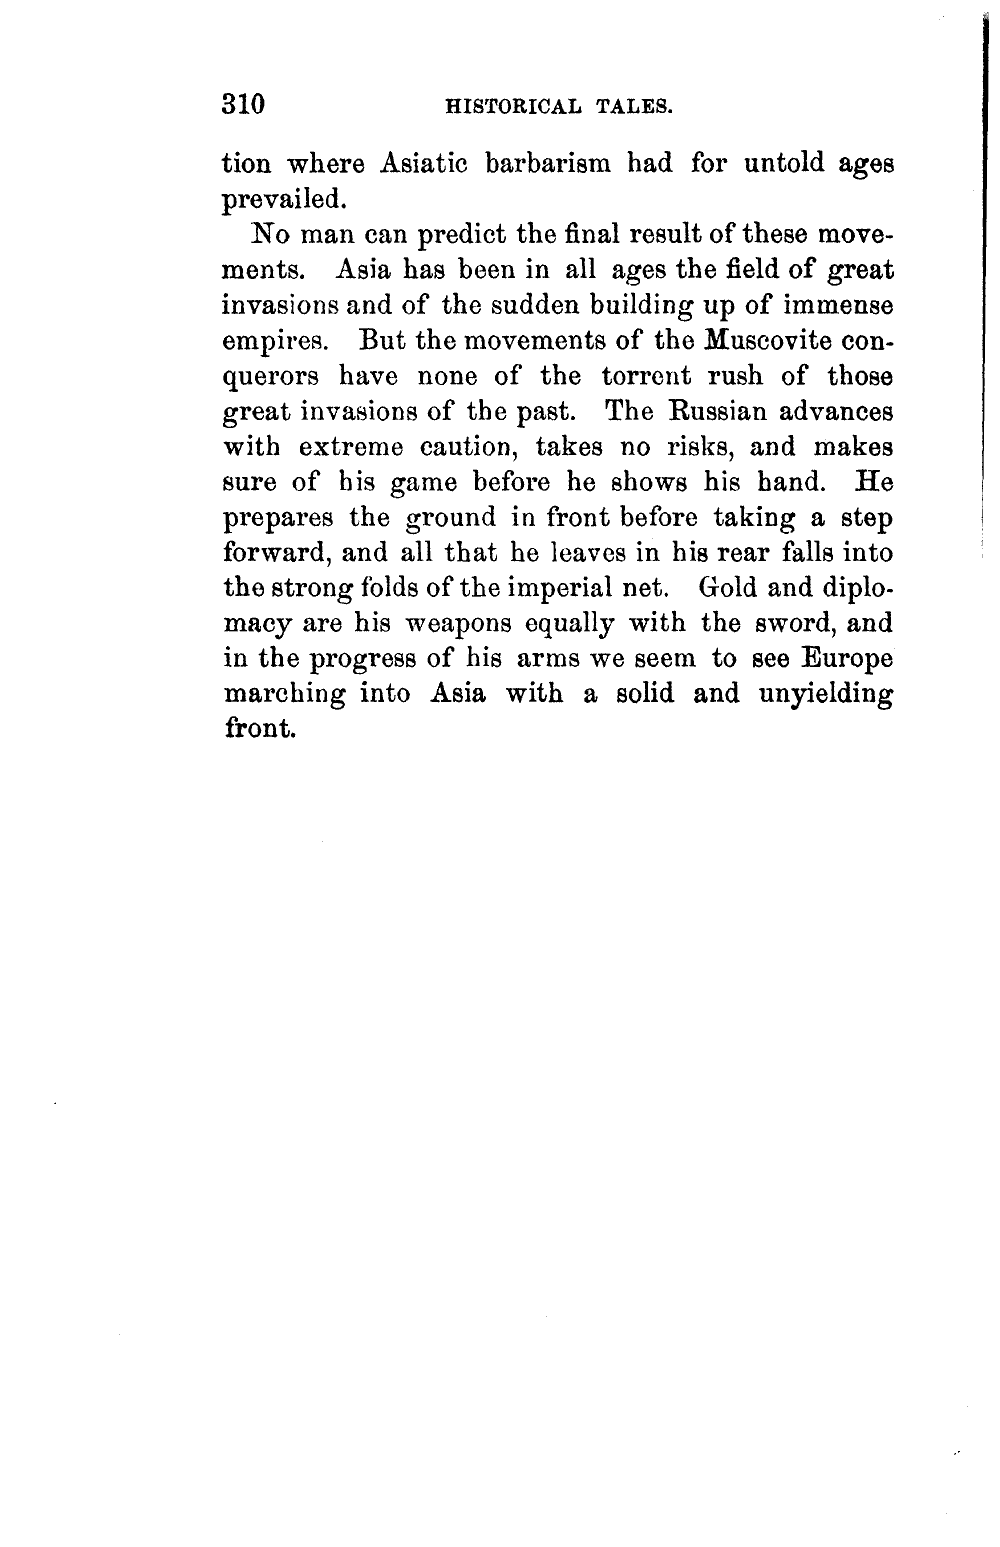 310 HISTORICAL TALES.
tion where Asiatic barbarism had for untold ages
prevailed.
No man can predict the final result of these move-
ments. Asia has been in all ages the field of great
invasions and of the sudden building up of immense
empires. But the movements of the Muscovite con-
querors have none of the torrent rush of those
great invasions of the past. The Russian advances
with extreme caution, takes no risks, and makes
sure of his game before he shows his hand. He
prepares the ground in front before taking a step
forward, and all that he leaves in his rear falls into
the strong folds of the imperial net. Gold and diplo-
macy are his weapons equally with the sword, and
in the progress of his arms we seem to see Europe
marching into Asia with a solid and unyielding
front.